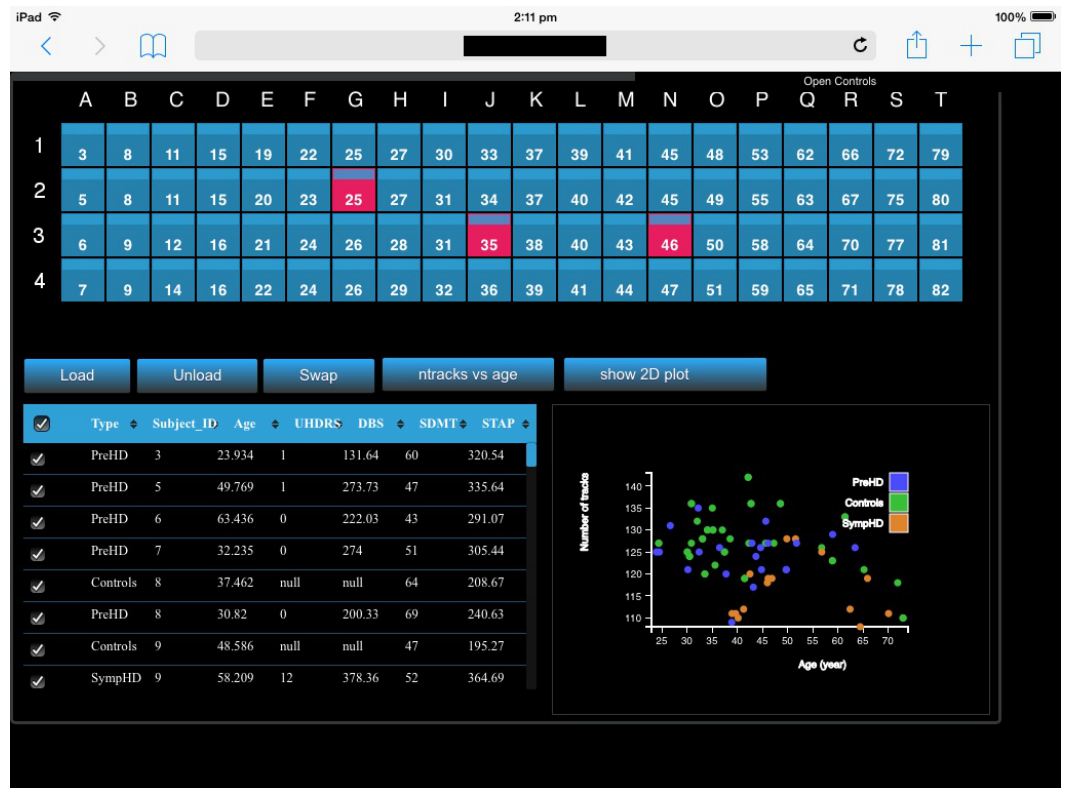 iPad 2:11 pm 100%
Open Controls
A B C D E F G H I J K L M N O P Q R S T
1 3 8 11 15 19 22 25 27 30 33 37 39 41 45 48 53 62 66 72 79
2 5 8 11 15 20 23 25 27 31 34 37 40 42 45 49 55 63 67 75 80
3 6 9 12 16 21 24 26 28 31 35 38 40 43 46 50 58 64 70 77 81
4 7 9 14 16 22 24 26 29 32 36 39 41 44 47 51 59 65 71 78 82
Load Unload Swap ntracks vs age show 2D plot
Type Subject_ID Age UHDRS DBS SDMT STAP
PreHD 3 23.934 1 131.64 60 320.54
PreHD 5 49.769 1 273.73 47 335.64
PreHD 6 63.436 0 222.03 43 291.07
PreHD 7 32.235 0 274 51 305.44
Controls 8 37.462 null null 64 208.67
PreHD 8 30.82 0 200.33 69 240.63
Controls 9 48.586 null null 47 195.27
SympHD 9 58.209 12 378.36 52 364.69
Number of tracks
140
135
130
125
120
115
110
PreHD
Controls
SympHD
25 30 35 40 45 50 55 60 65 70
Age (year)